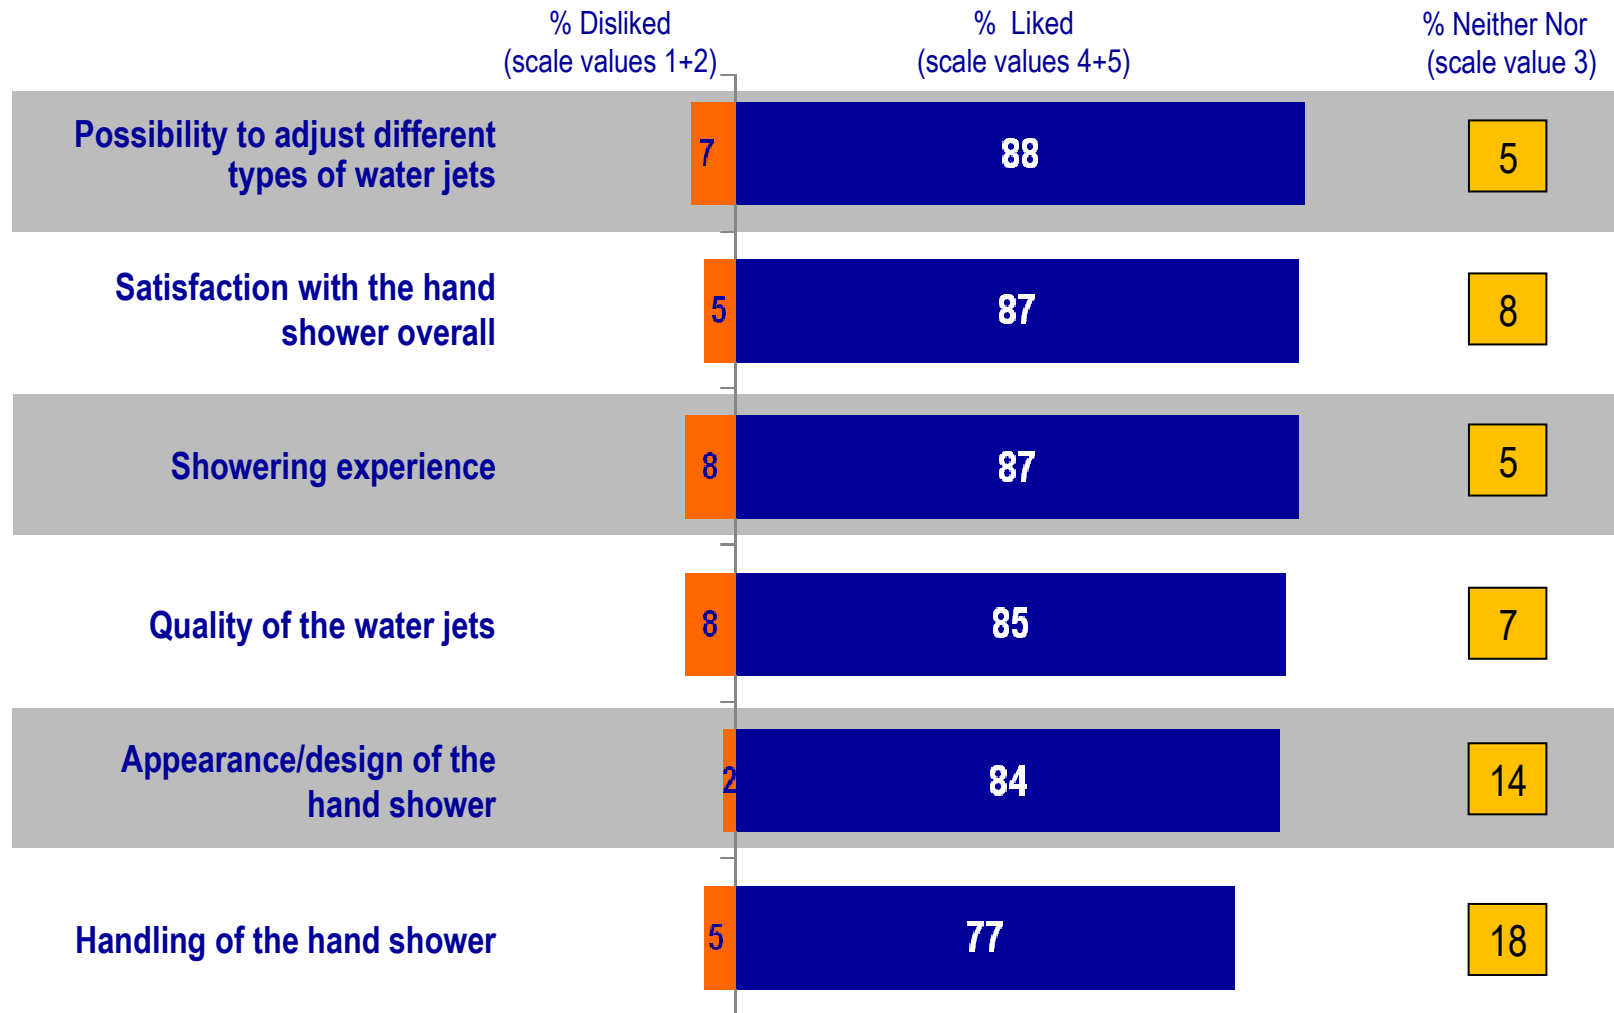 % Disliked
(scale values 1+2)
% Liked
(scale values 4+5)
% Neither Nor
(scale value 3)
Possibility to adjust different
types of water jets
7
88
5
Satisfaction with the hand
shower overall
5
87
8
Showering experience
8
87
5
Quality of the water jets
8
85
7
Appearance/design of the
hand shower
2
84
14
Handling of the hand shower
5
77
18